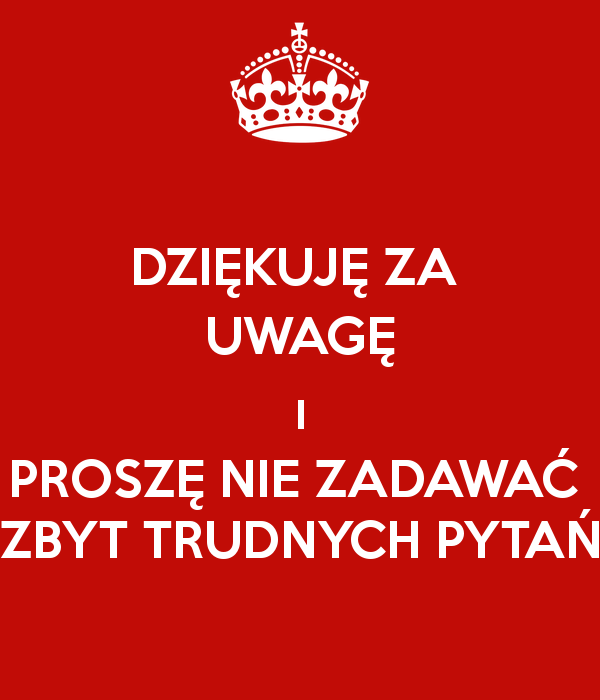 DZIĘKUJĘ ZA
UWAGĘ
I
PROSZĘ NIE ZADAWAĆ
ZBYT TRUDNYCH PYTAŃ